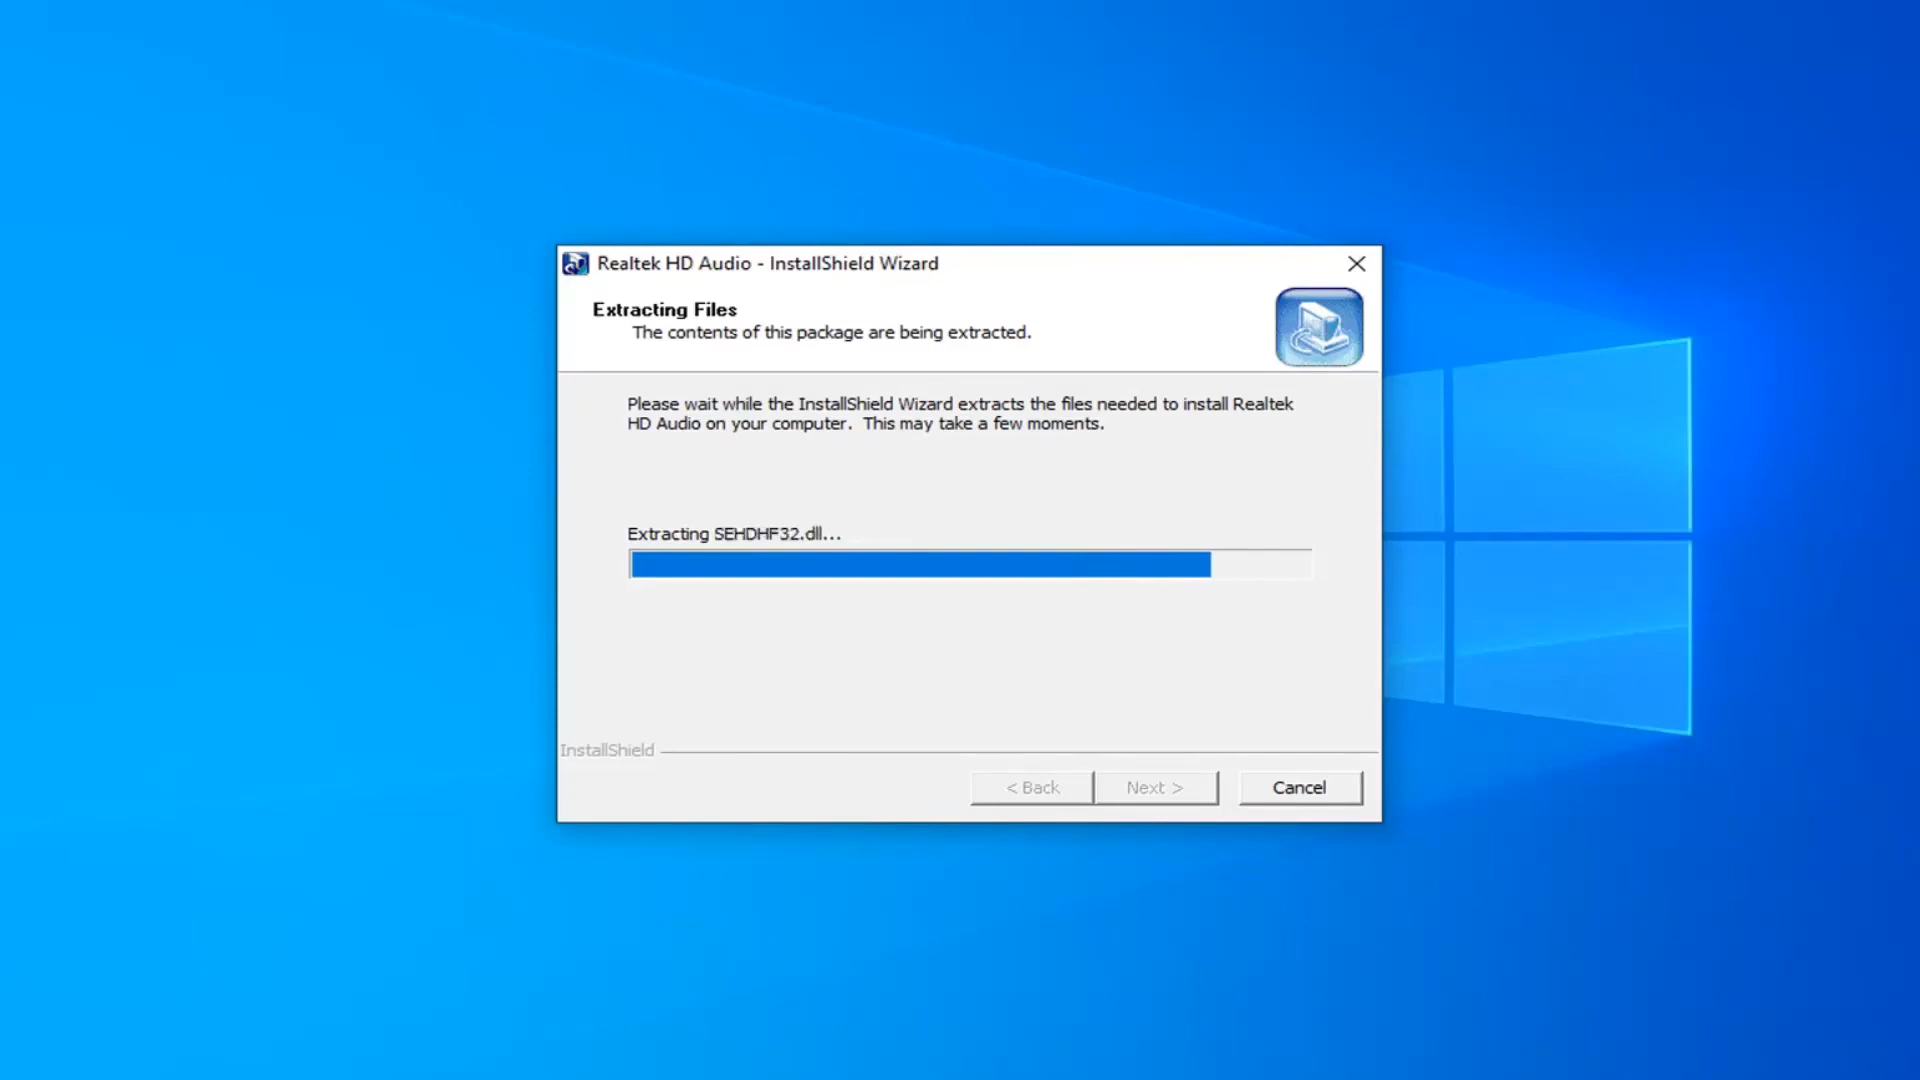 Realtek HD Audio - InstallShield Wizard
Extracting Files
The contents of this package are being extracted.
Please wait while the InstallShield Wizard extracts the files needed to install Realtek
HD Audio on your computer.  This may take a few moments.
Extracting SEHDHF32.dll...
InstallShield
< Back
Next >
Cancel